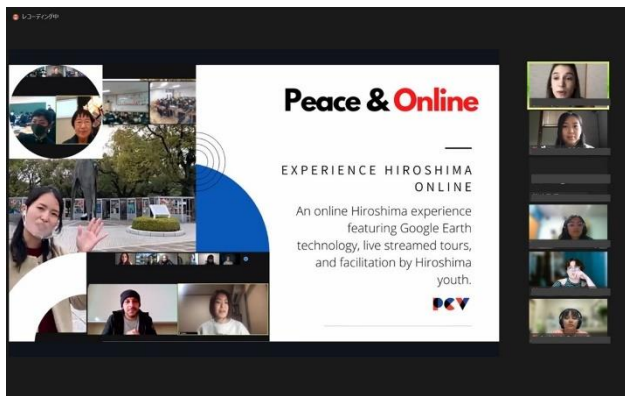 レコーディング中
Peace & Online
EXPERIENCE HIROSHIMA
ONLINE
An online Hiroshima experience
featuring Google Earth
technology, live streamed tours,
and facilitation by Hiroshima
youth.
PCV